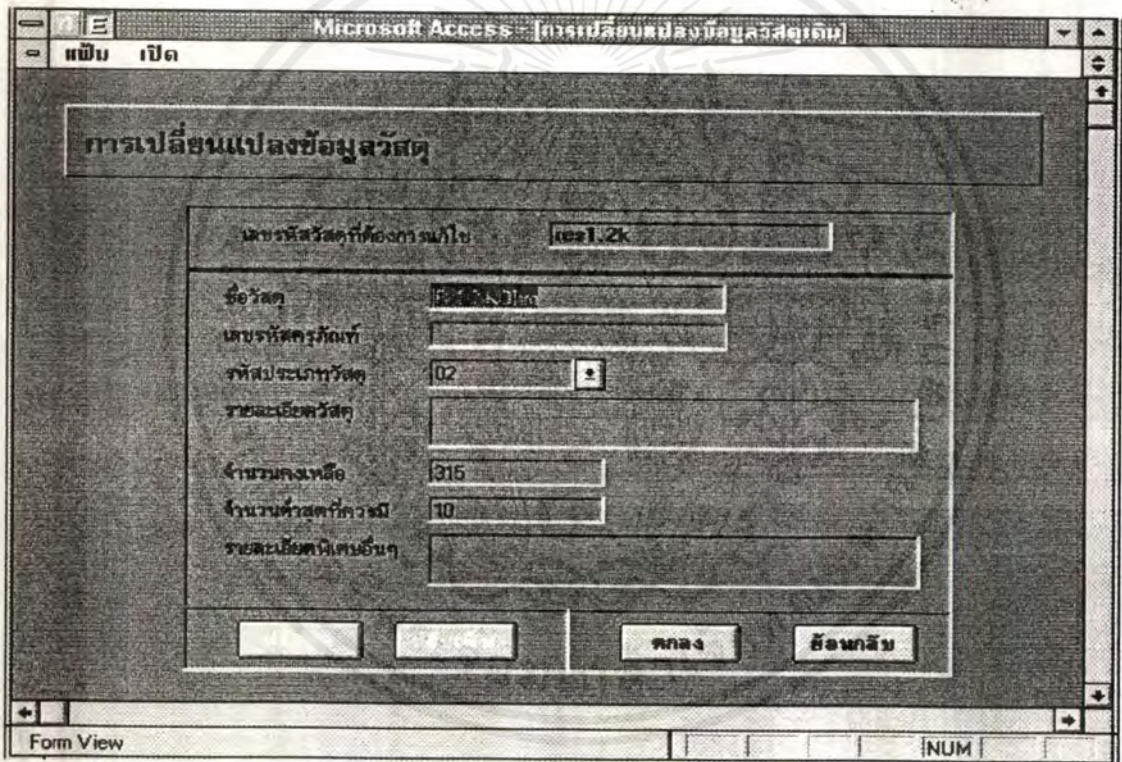 Microsoft Access - [การเปลี่ยนแปลงข้อมูลวัสดุเดิม]
แฟ้ม เปิด
การเปลี่ยนแปลงข้อมูลวัสดุ
เลขรหัสวัสดุที่ต้องการแก้ไข res1.2k
ชื่อวัสดุ
เลขรหัสครุภัณฑ์
รหัสประเภทวัสดุ 02
รายละเอียดวัสดุ
จำนวนคงเหลือ 315
จำนวนต่ำสุดที่ควรมี 10
รายละเอียดพิเศษอื่นๆ
ตกลง ย้อนกลับ
Form View NUM